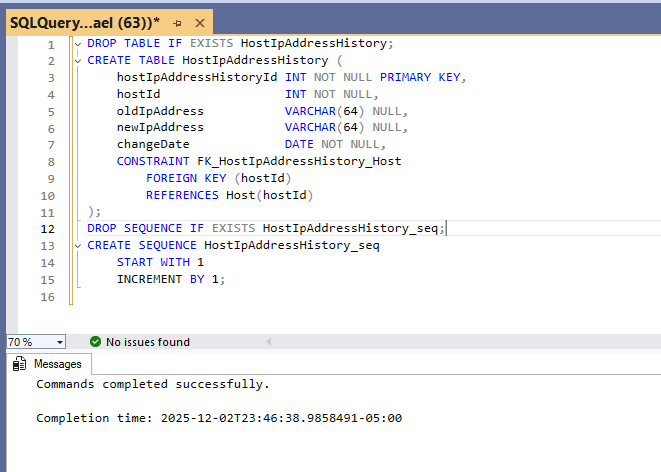 SQLQuery...ael (63))*
1 DROP TABLE IF EXISTS HostIpAddressHistory;
2 CREATE TABLE HostIpAddressHistory (
3 hostIpAddressHistoryId INT NOT NULL PRIMARY KEY,
4 hostId INT NOT NULL,
5 oldIpAddress VARCHAR(64) NULL,
6 newIpAddress VARCHAR(64) NULL,
7 changeDate DATE NOT NULL,
8 CONSTRAINT FK_HostIpAddressHistory_Host
9 FOREIGN KEY (hostId)
10 REFERENCES Host(hostId)
11 );
12 DROP SEQUENCE IF EXISTS HostIpAddressHistory_seq;
13 CREATE SEQUENCE HostIpAddressHistory_seq
14 START WITH 1
15 INCREMENT BY 1;
16
70 % No issues found
Messages
Commands completed successfully.
Completion time: 2025-12-02T23:46:38.9858491-05:00